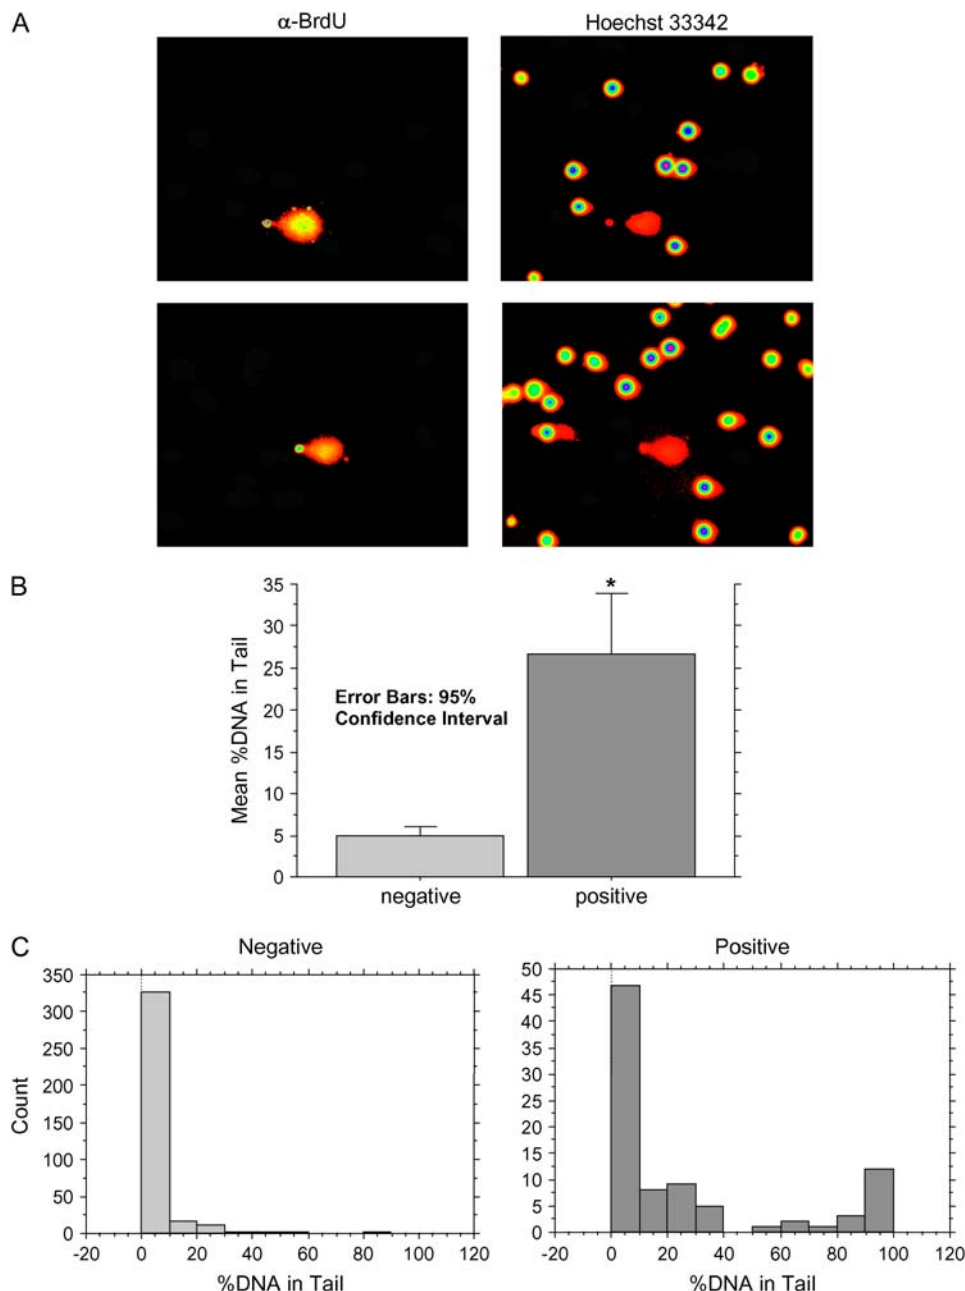 A
α-BrdU
Hoechst 33342
B
Mean %DNA in Tail
35
30
25
20
15
10
5
0
*
Error Bars: 95%
Confidence Interval
negative
positive
C
Negative
Count
350
300
250
200
150
100
50
0
-20 0 20 40 60 80 100 120
%DNA in Tail
Positive
50
45
40
35
30
25
20
15
10
5
0
-20 0 20 40 60 80 100 120
%DNA in Tail